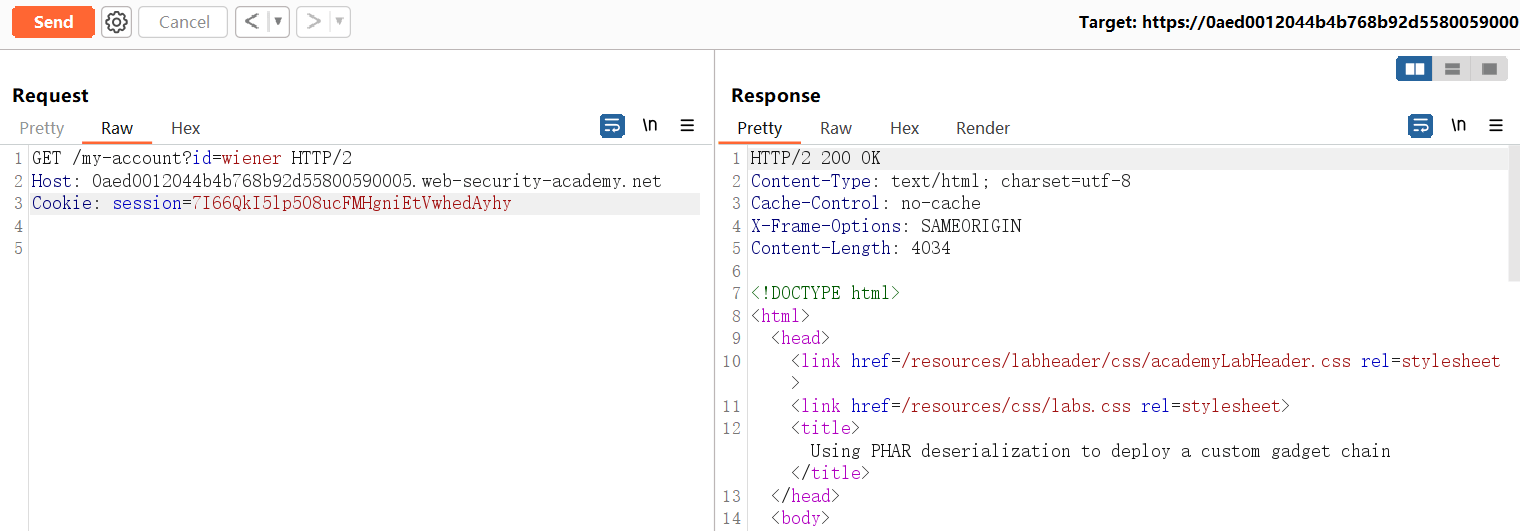 Send Cancel < ▼ > ▼ Target: https://0aed0012044b4b768b92d5580059000
Request
Pretty Raw Hex \n ≡
1 GET /my-account?id=wiener HTTP/2
2 Host: 0aed0012044b4b768b92d55800590005.web-security-academy.net
3 Cookie: session=7I66QkI5lp508ucFMHgniEtVwhedAyhy
4
5
Response
Pretty Raw Hex Render \n ≡
1 HTTP/2 200 OK
2 Content-Type: text/html; charset=utf-8
3 Cache-Control: no-cache
4 X-Frame-Options: SAMEORIGIN
5 Content-Length: 4034
6
7 <!DOCTYPE html>
8 <html>
9 <head>
10 <link href=/resources/labheader/css/academyLabHeader.css rel=stylesheet
>
11 <link href=/resources/css/labs.css rel=stylesheet>
12 <title>
Using PHAR deserialization to deploy a custom gadget chain
</title>
13 </head>
14 <body>